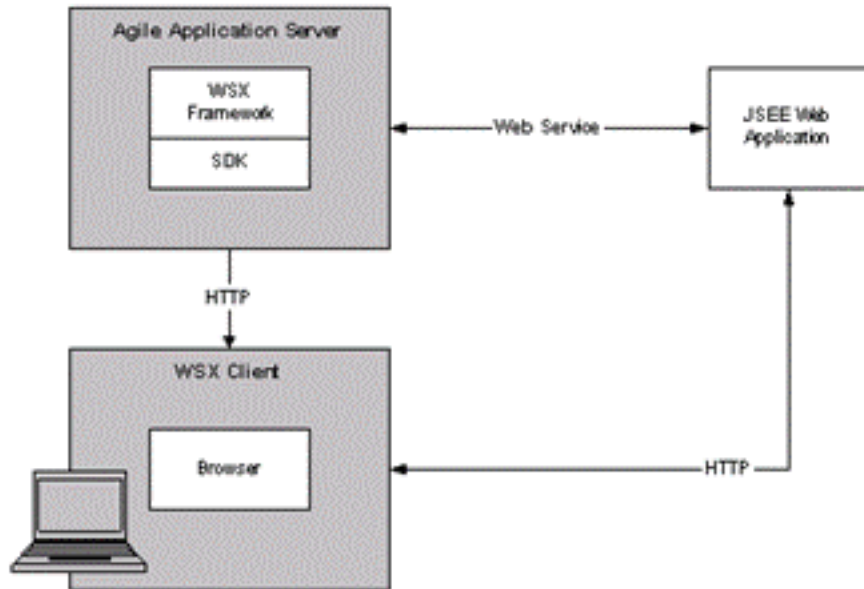 Agile Application Server
WSX
Framework
SDK
Web Service
JSEE Web
Application
HTTP
WSX Client
Browser
HTTP